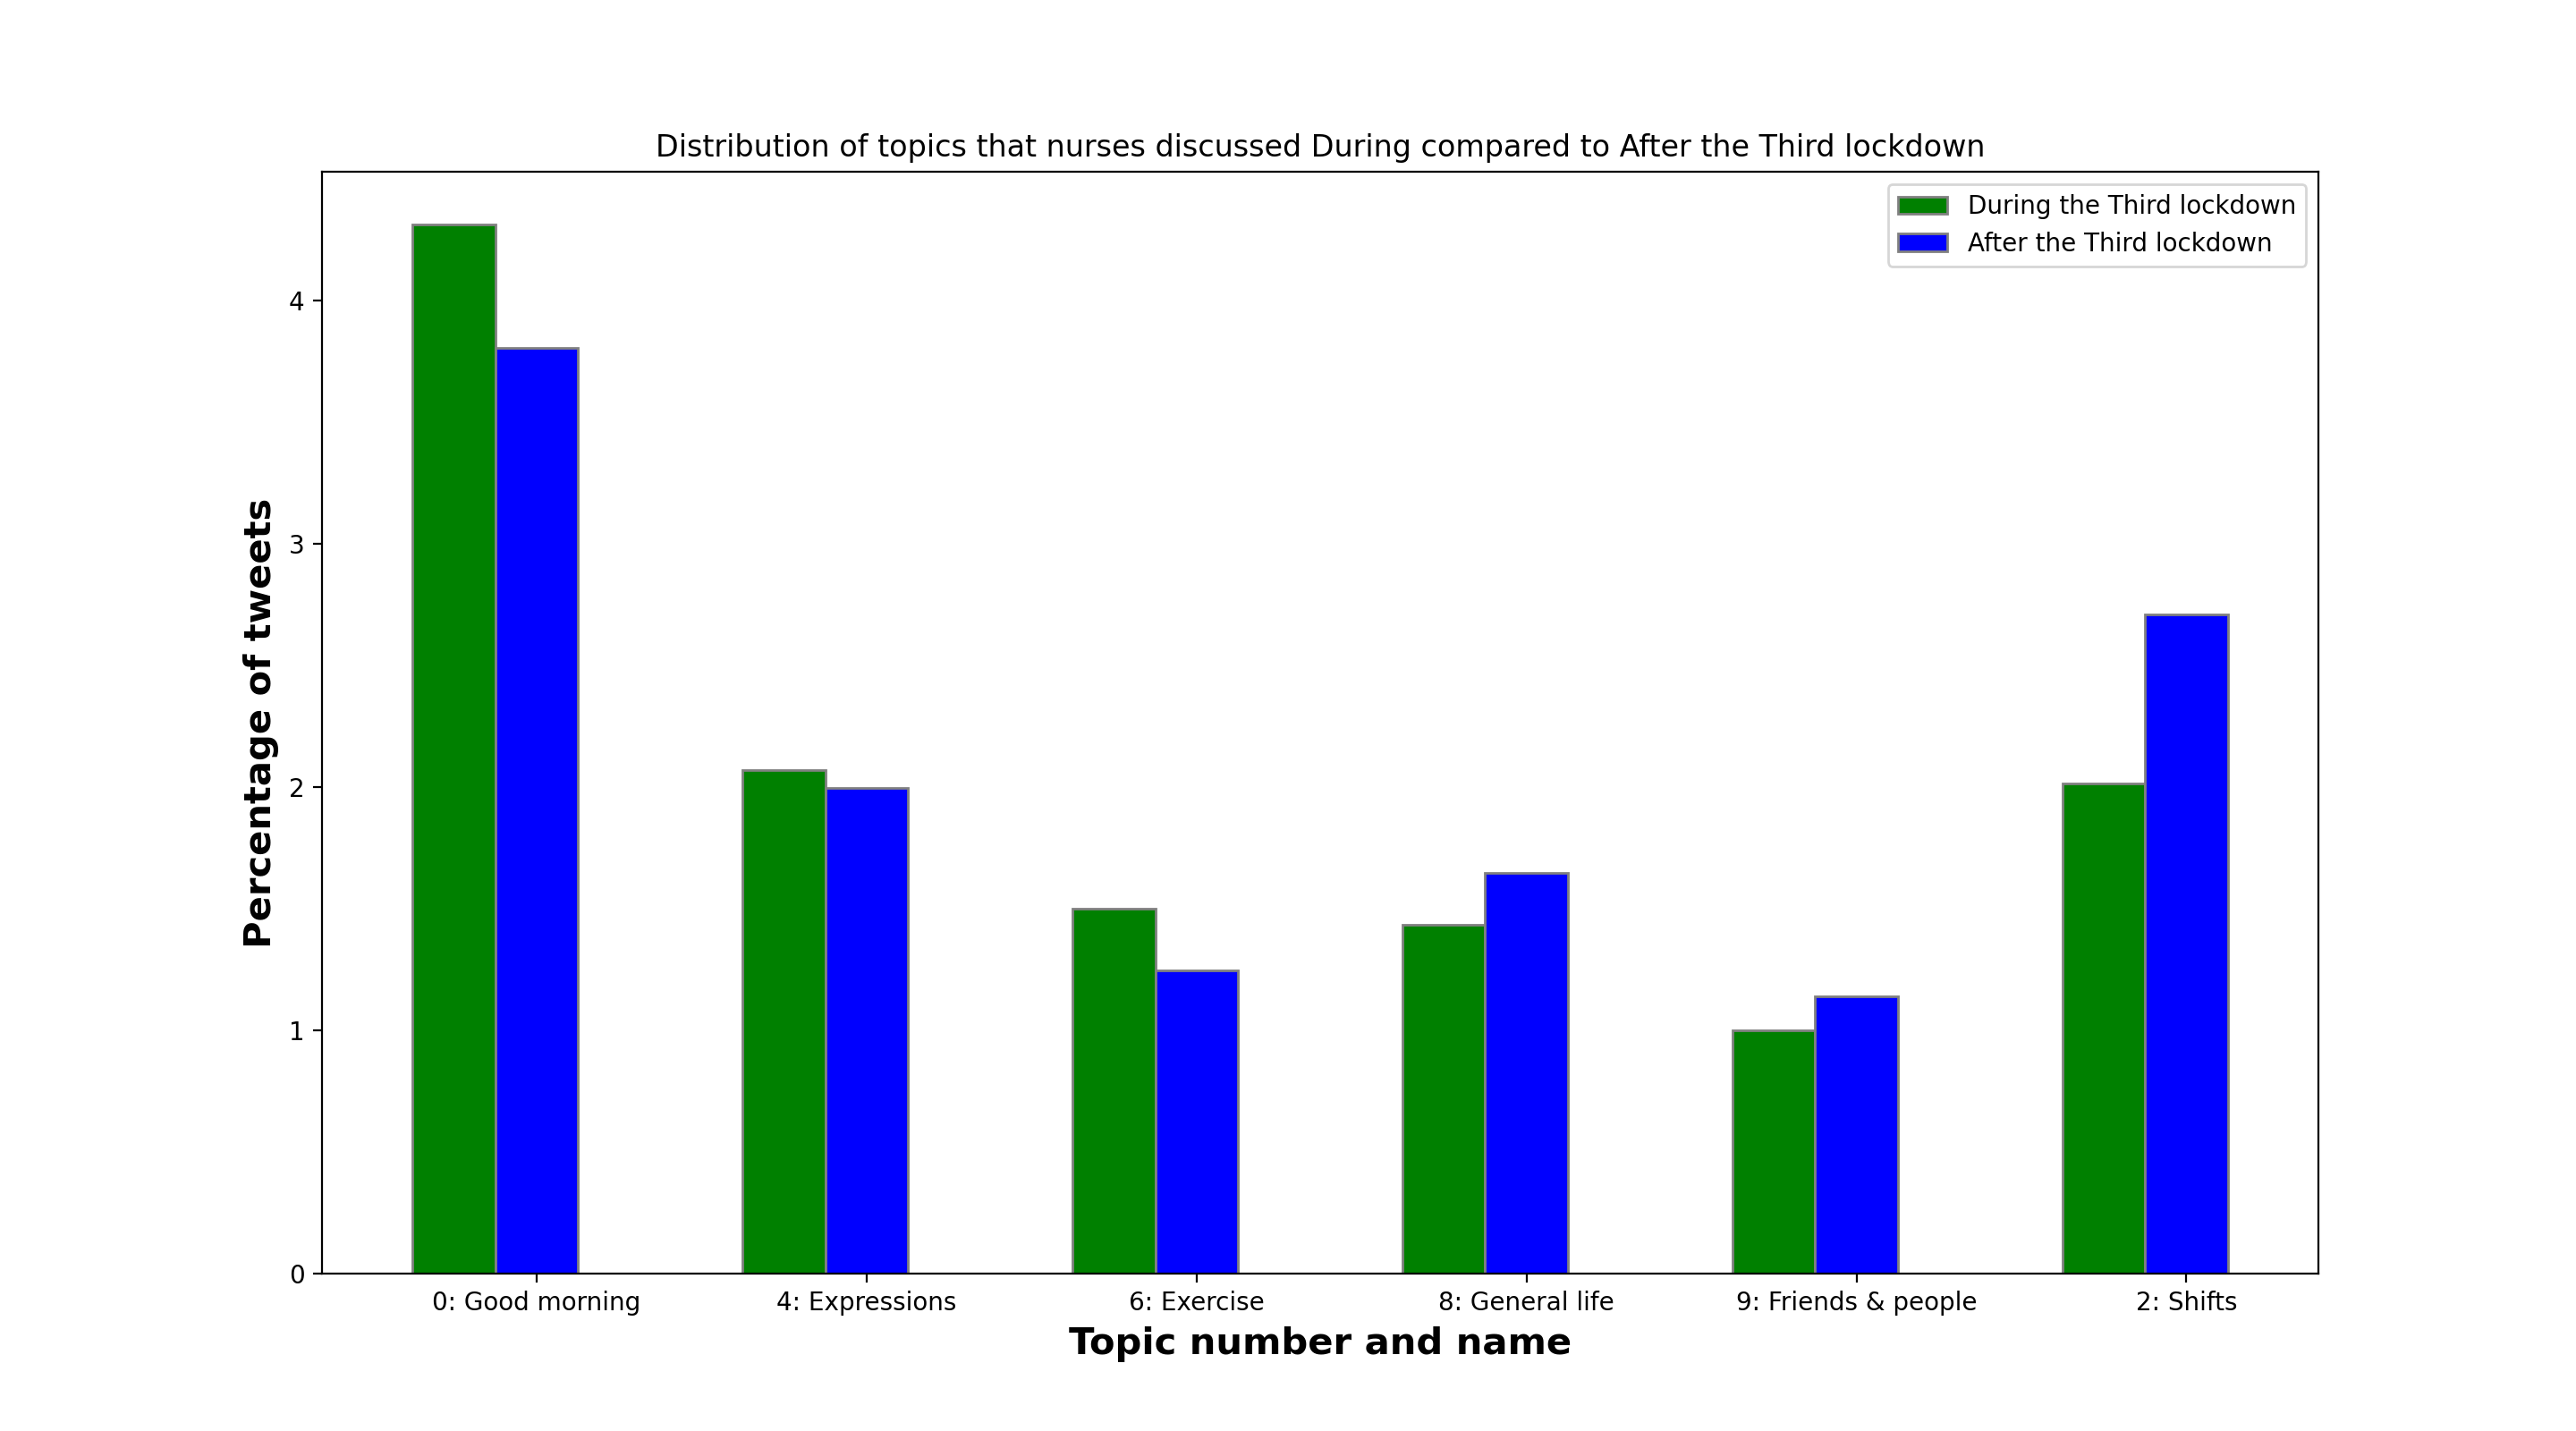 Distribution of topics that nurses discussed During compared to After the Third lockdown
During the Third lockdown
After the Third lockdown
Percentage of tweets
4
3
2
1
0
0: Good morning
4: Expressions
6: Exercise
8: General life
9: Friends & people
2: Shifts
Topic number and name